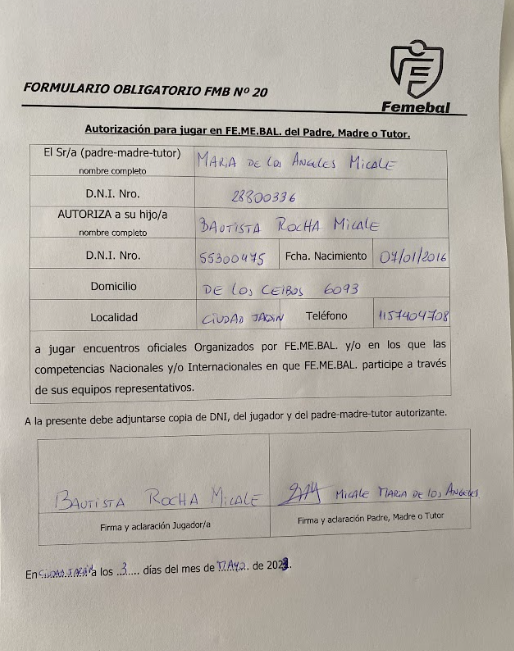 FORMULARIO OBLIGATORIO FMB Nº 20
Femebal
Autorización para jugar en FE.ME.BAL. del Padre, Madre o Tutor.
El Sr/a (padre-madre-tutor)
nombre completo
MARIA DE LOS ANGELES MICALE
D.N.I. Nro.
28800336
AUTORIZA a su hijo/a
nombre completo
BAUTISTA ROCHA MICALE
D.N.I. Nro.
55300475
Fcha. Nacimiento
07/01/2016
Domicilio
DE LOS CEIBOS 6093
Localidad
CIUDAD JARDIN
Teléfono
1157404708
a jugar encuentros oficiales Organizados por FE.ME.BAL. y/o en los que las
competencias Nacionales y/o Internacionales en que FE.ME.BAL. participe a través
de sus equipos representativos.
A la presente debe adjuntarse copia de DNI, del jugador y del padre-madre-tutor autorizante.
BAUTISTA ROCHA MICALE
Firma y aclaración Jugador/a
MICALE MARIA DE LOS ANGELES
Firma y aclaración Padre, Madre o Tutor
En CIUDAD JARDIN a los ..3.... días del mes de MAYO. de 202